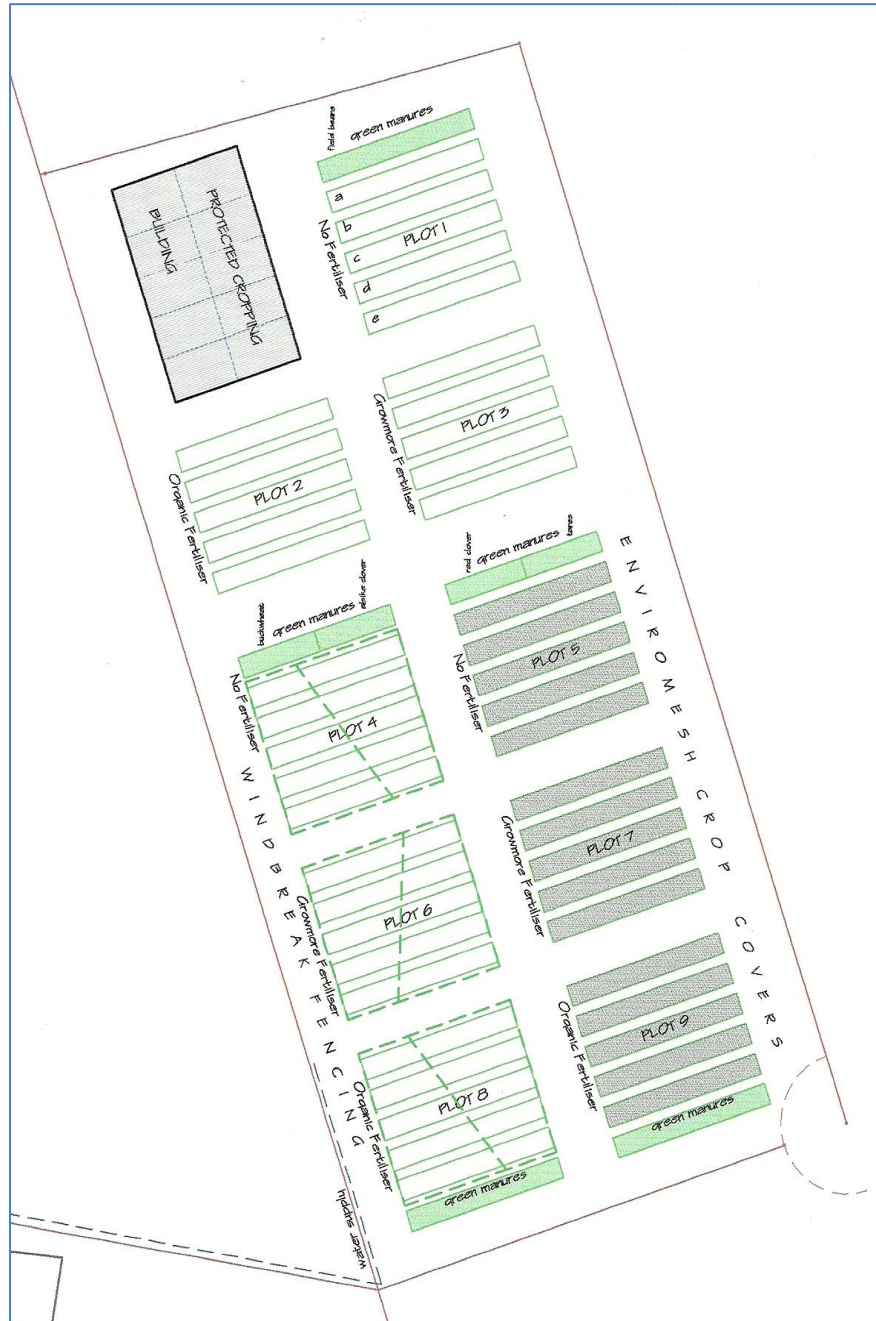 field beans
green manures
PROTECTED CROPPING
BUILDING
a
b
c
d
e
PLOT 1
No Fertiliser
PLOT 3
Growmore Fertiliser
PLOT 2
Organic Fertiliser
red clover
green manures
tares
ENVIROMESH CROP COVERS
PLOT 5
No Fertiliser
buckwheat
green manures
alsike clover
No Fertiliser
PLOT 4
WINDBREAK FENCING
PLOT 7
Growmore Fertiliser
PLOT 6
Growmore Fertiliser
PLOT 9
Organic Fertiliser
green manures
PLOT 8
Organic Fertiliser
green manures
water supply